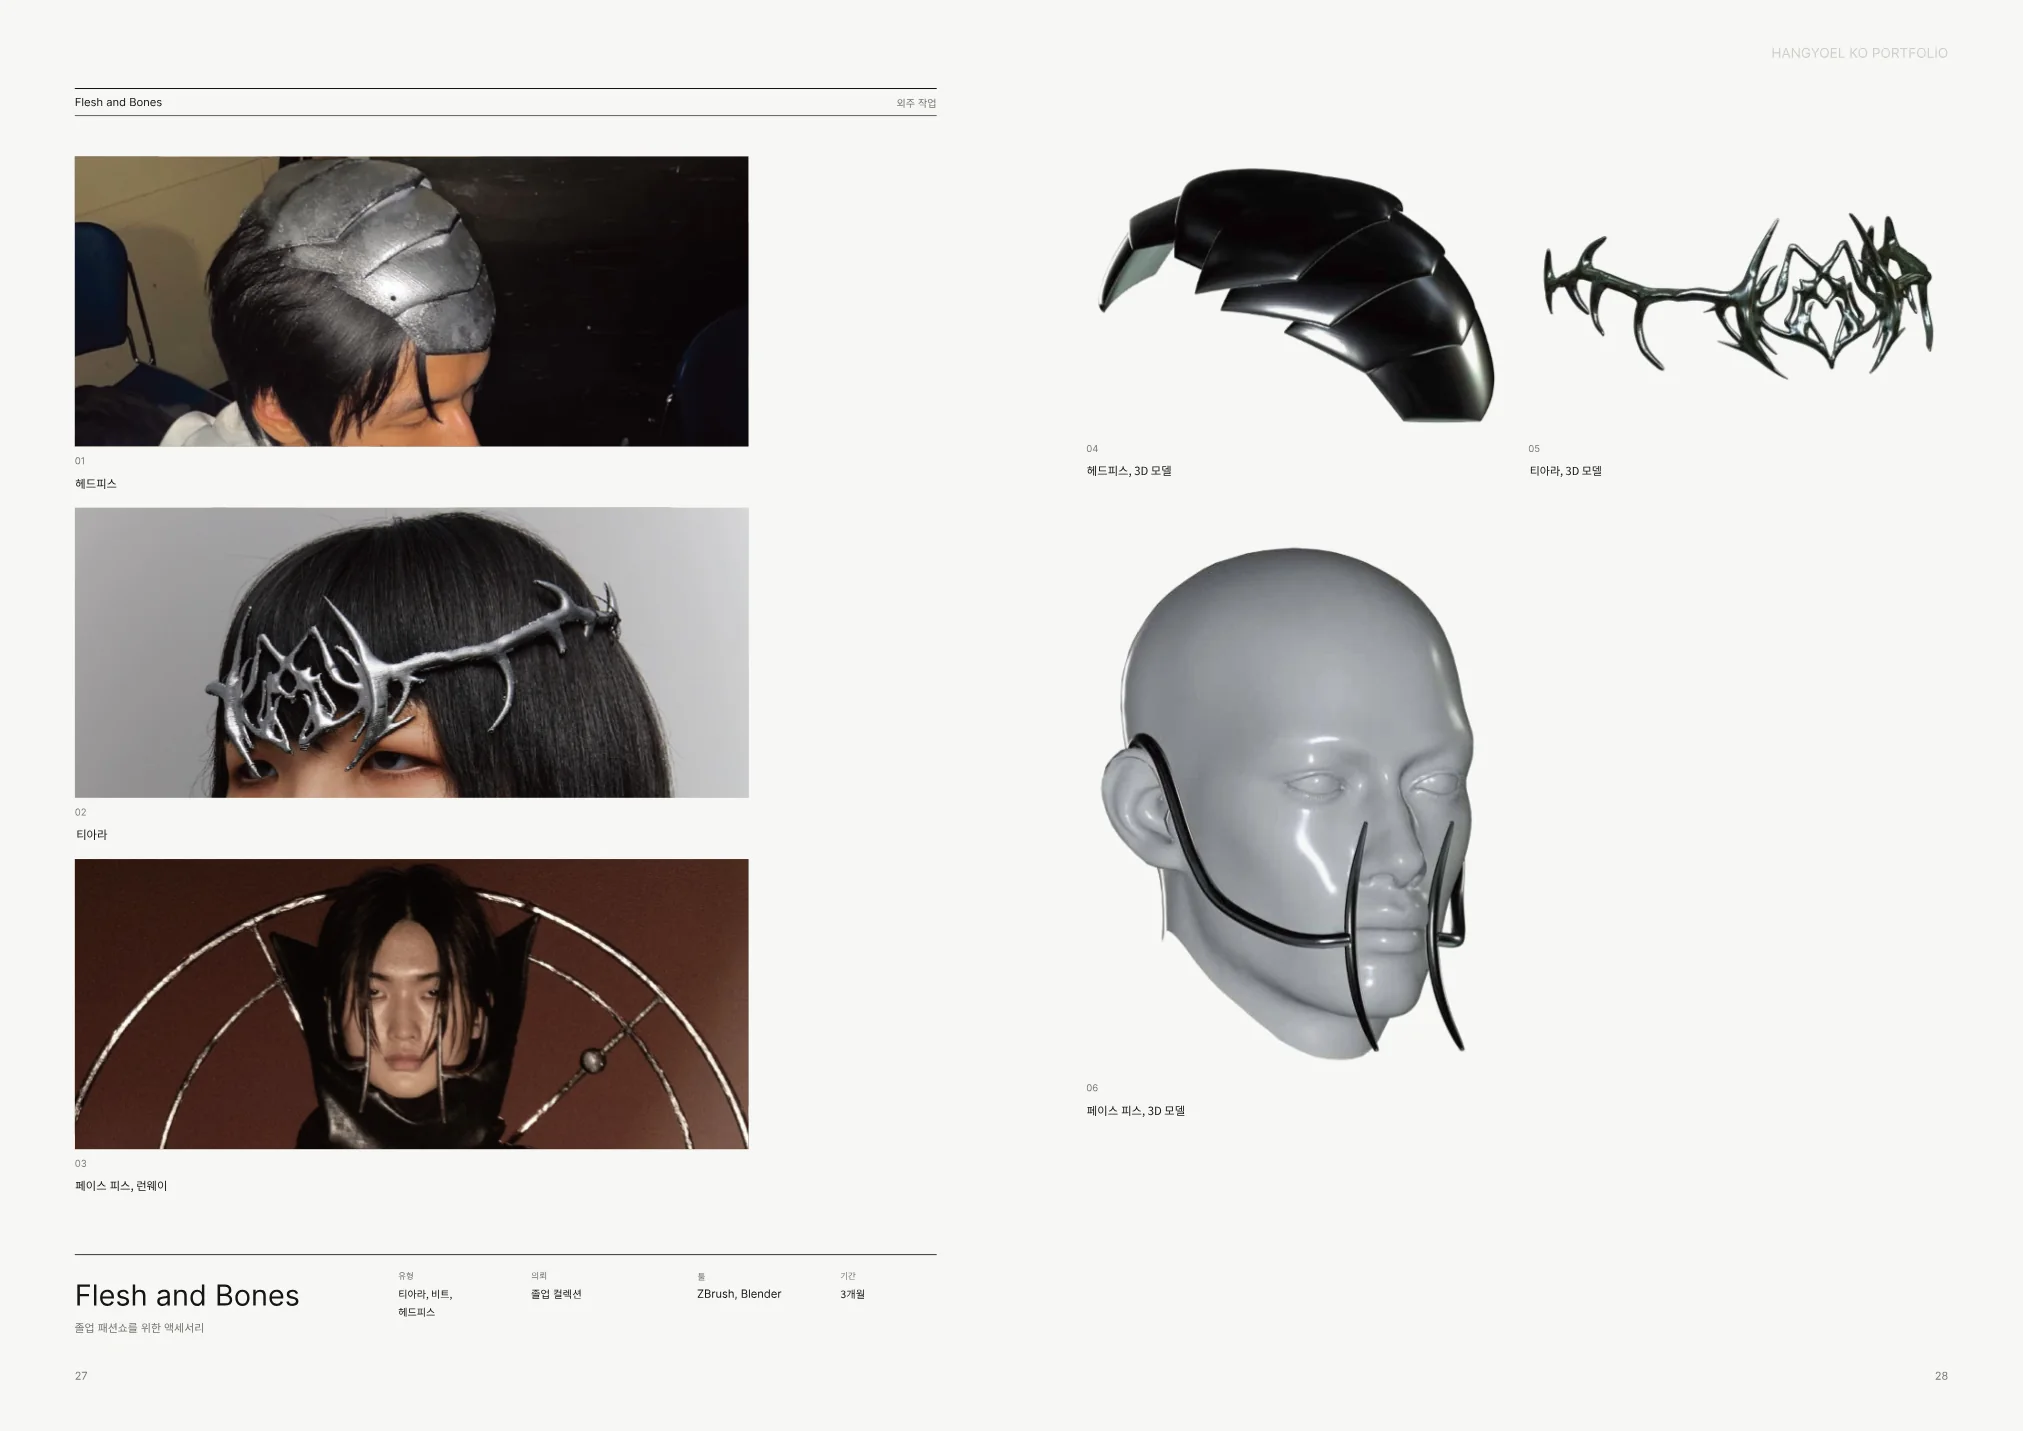 HANGYOEL KO PORTFOLIO
Flesh and Bones
외주 작업
01
헤드피스
02
티아라
03
페이스 피스, 런웨이
04
헤드피스, 3D 모델
05
티아라, 3D 모델
06
페이스 피스, 3D 모델
Flesh and Bones
졸업 패션쇼를 위한 액세서리
유형
티아라, 비트,
헤드피스
의뢰
졸업 컬렉션
툴
ZBrush, Blender
기간
3개월
27
28